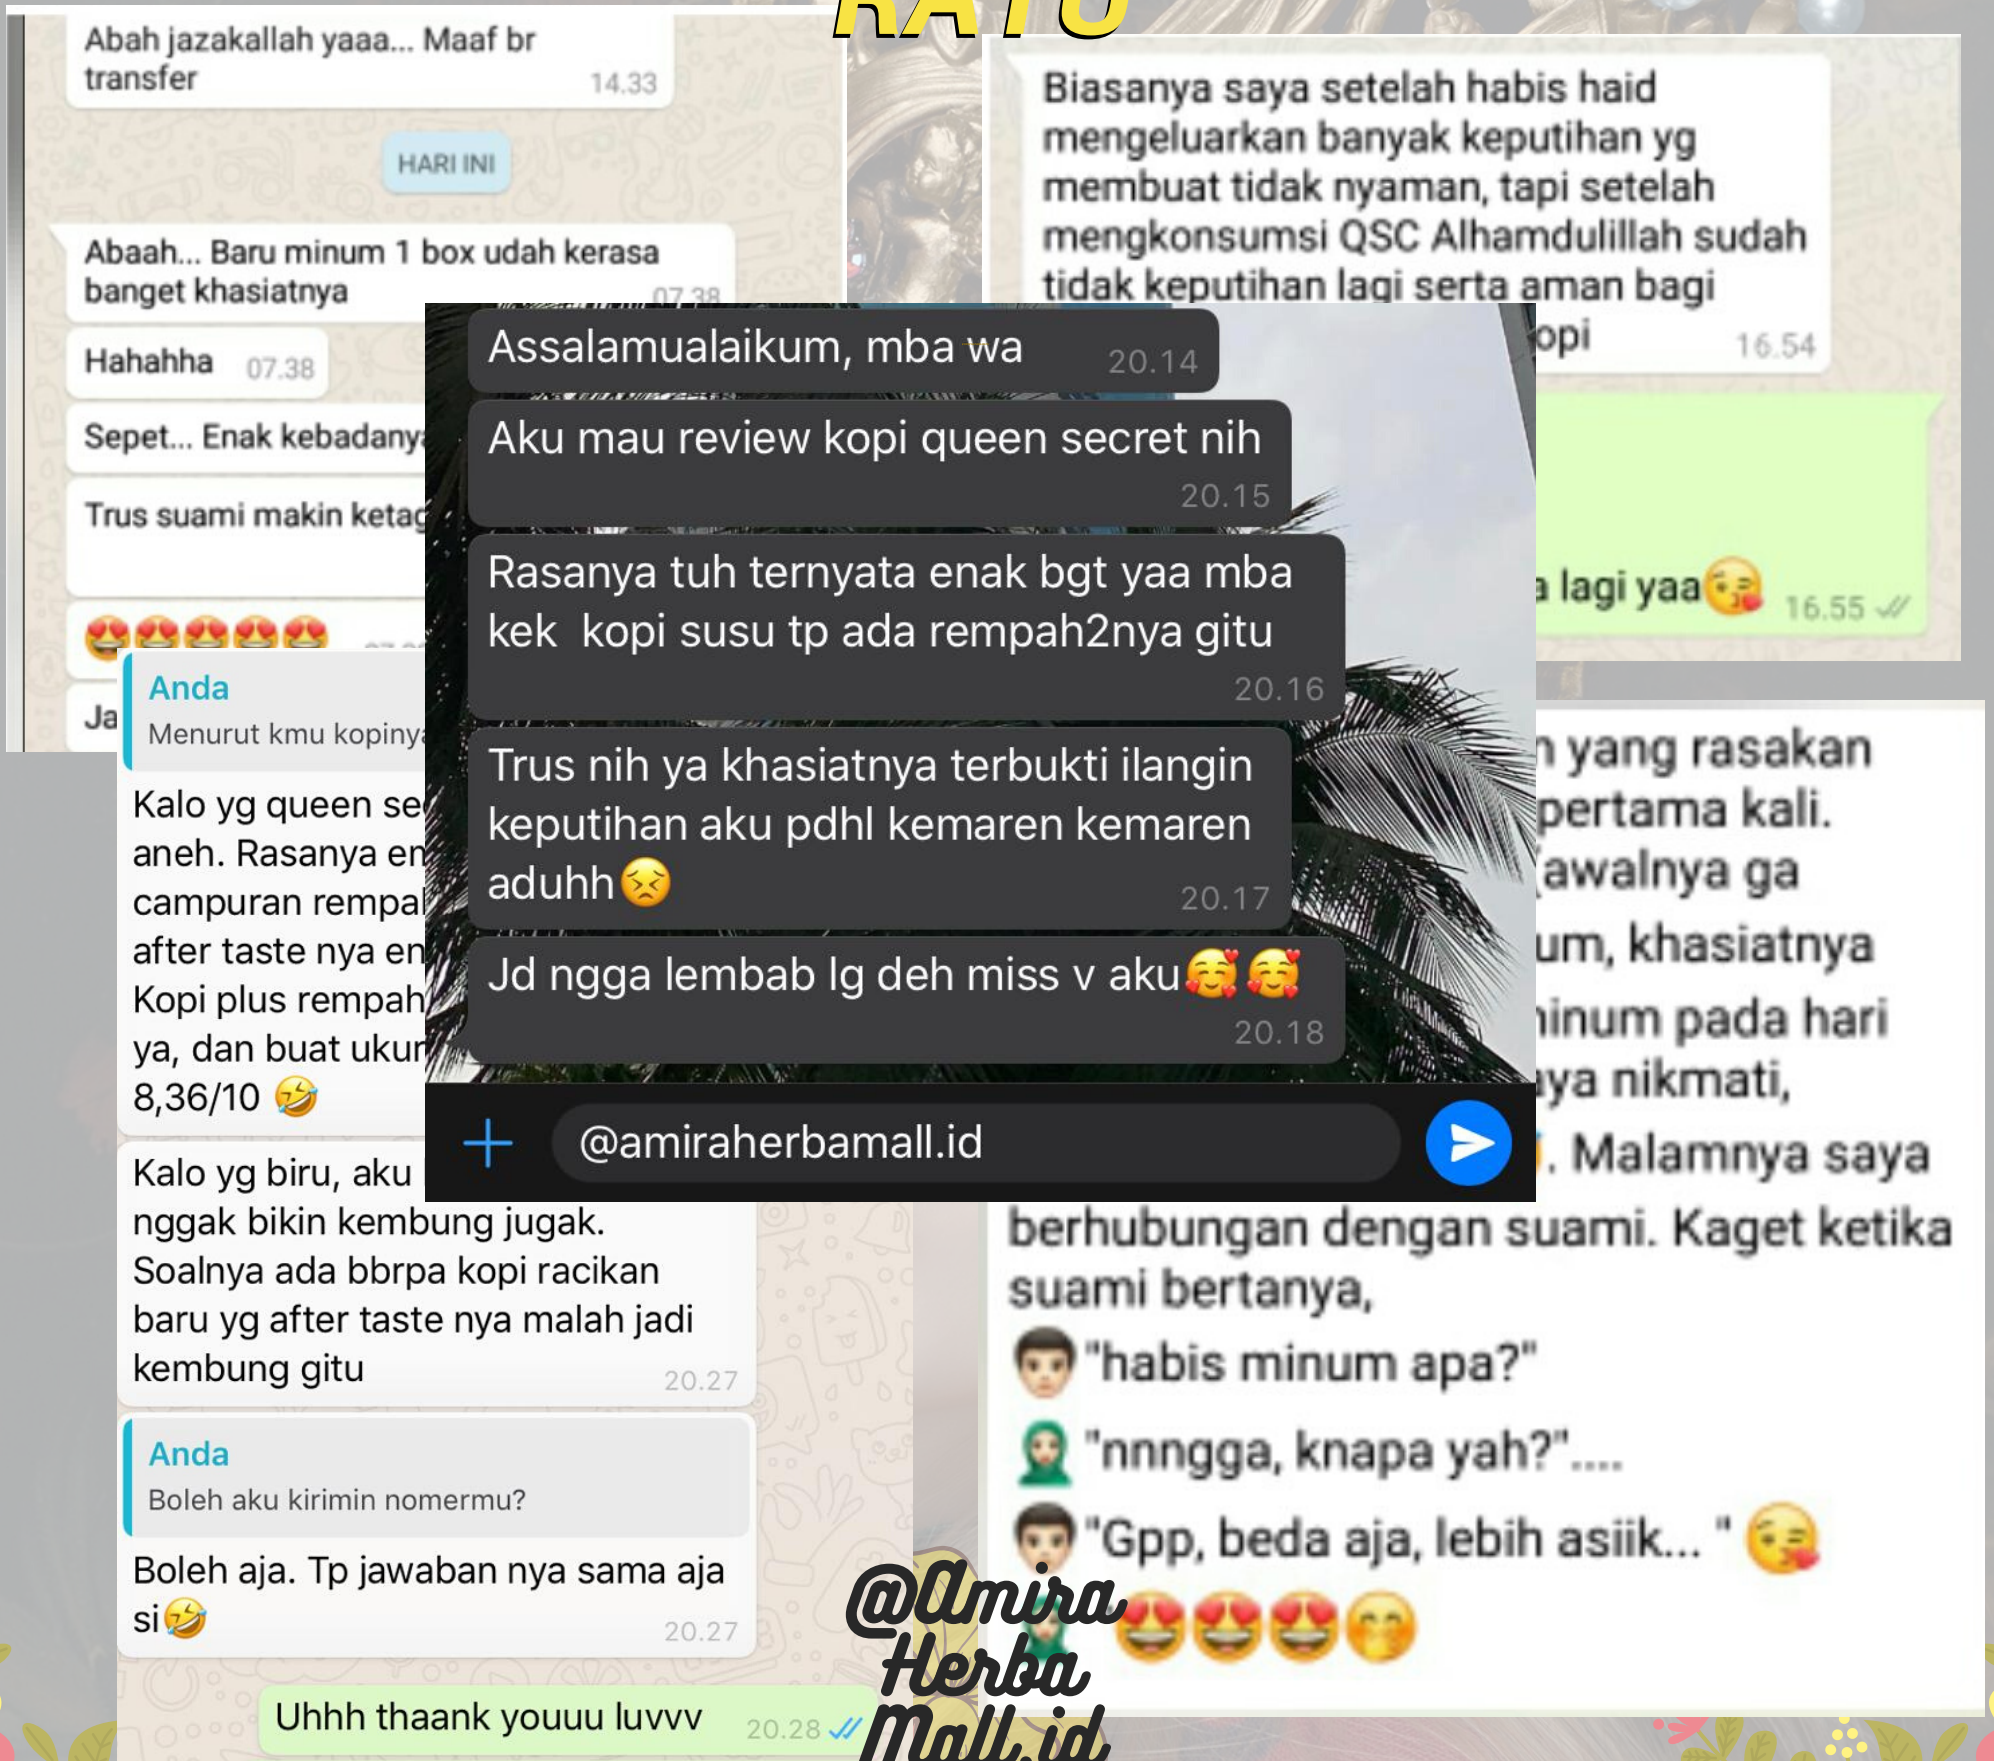 RATU
Abah jazakallah yaaa... Maaf br
transfer
14.33
HARI INI
Abaah... Baru minum 1 box udah kerasa
banget khasiatnya
07.38
Hahahha 07.38
Sepet... Enak kebadanya
Trus suami makin
😍😍😍😍😍
Ja
Biasanya saya setelah habis haid
mengeluarkan banyak keputihan yg
membuat tidak nyaman, tapi setelah
mengkonsumsi QSC Alhamdulillah sudah
tidak keputihan lagi serta aman bagi
opi 16.54
lagi yaa😘 16.55
Assalamualaikum, mba wa 20.14
Aku mau review kopi queen secret nih
20.15
Rasanya tuh ternyata enak bgt yaa mba
kek kopi susu tp ada rempah2nya gitu
20.16
Trus nih ya khasiatnya terbukti ilangin
keputihan aku pdhl kemaren kemaren
aduhh😣 20.17
Jd ngga lembab lg deh miss v aku🥰🥰
20.18
@amiraherbamall.id
Anda
Menurut kmu kopinya
Kalo yg queen
aneh. Rasanya
campuran
after taste nya
Kopi plus rempah
ya, dan buat
8,36/10 🤣
Kalo yg biru, aku
nggak bikin kembung jugak.
Soalnya ada bbrpa kopi racikan
baru yg after taste nya malah jadi
kembung gitu 20.27
Anda
Boleh aku kirimin nomermu?
Boleh aja. Tp jawaban nya sama aja
si🤣 20.27
Uhhh thaank youuu luvvv 20.28
yang rasakan
pertama kali.
awalnya ga
um, khasiatnya
inum pada hari
ya nikmati,
. Malamnya saya
berhubungan dengan suami. Kaget ketika
suami bertanya,
"habis minum apa?"
"nnngga, knapa yah?"....
"Gpp, beda aja, lebih asiik... " 😘
😍😍😍🤭
@Amira
Herba
Mall.id